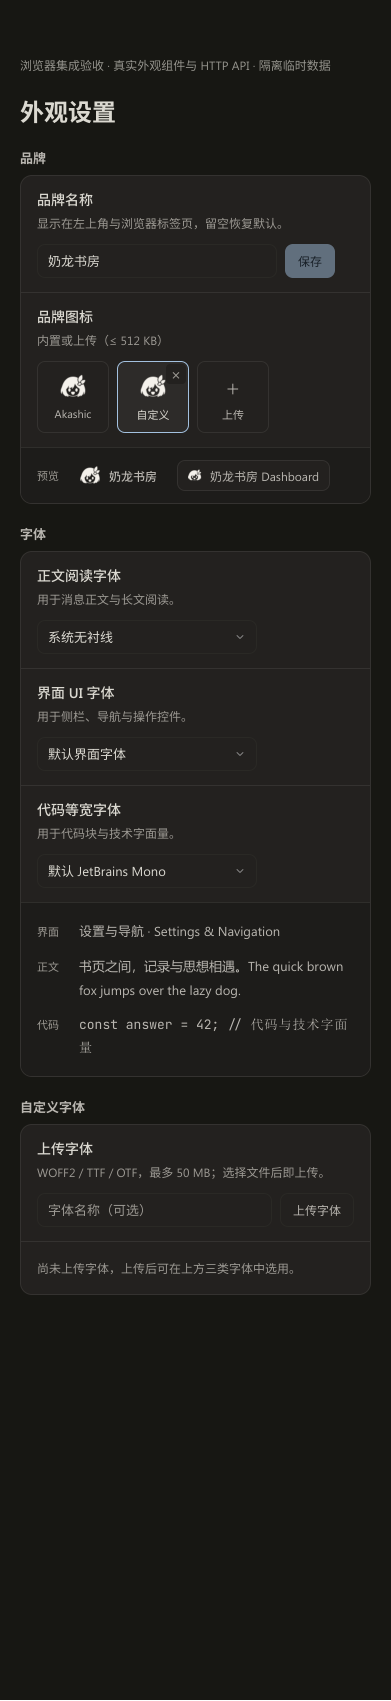 浏览器集成验收 · 真实外观组件与 HTTP API · 隔离临时数据
外观设置
品牌
品牌名称
显示在左上角与浏览器标签页，留空恢复默认。
奶龙书房
保存
品牌图标
内置或上传（≤ 512 KB）
Akashic
×
自定义
+
上传
预览
奶龙书房
奶龙书房 Dashboard
字体
正文阅读字体
用于消息正文与长文阅读。
系统无衬线
界面 UI 字体
用于侧栏、导航与操作控件。
默认界面字体
代码等宽字体
用于代码块与技术字面量。
默认 JetBrains Mono
界面 设置与导航 · Settings & Navigation
正文 书页之间，记录与思想相遇。The quick brown
fox jumps over the lazy dog.
代码 const answer = 42; // 代码与技术字面
量
自定义字体
上传字体
WOFF2 / TTF / OTF，最多 50 MB；选择文件后即上传。
字体名称（可选）
上传字体
尚未上传字体，上传后可在上方三类字体中选用。